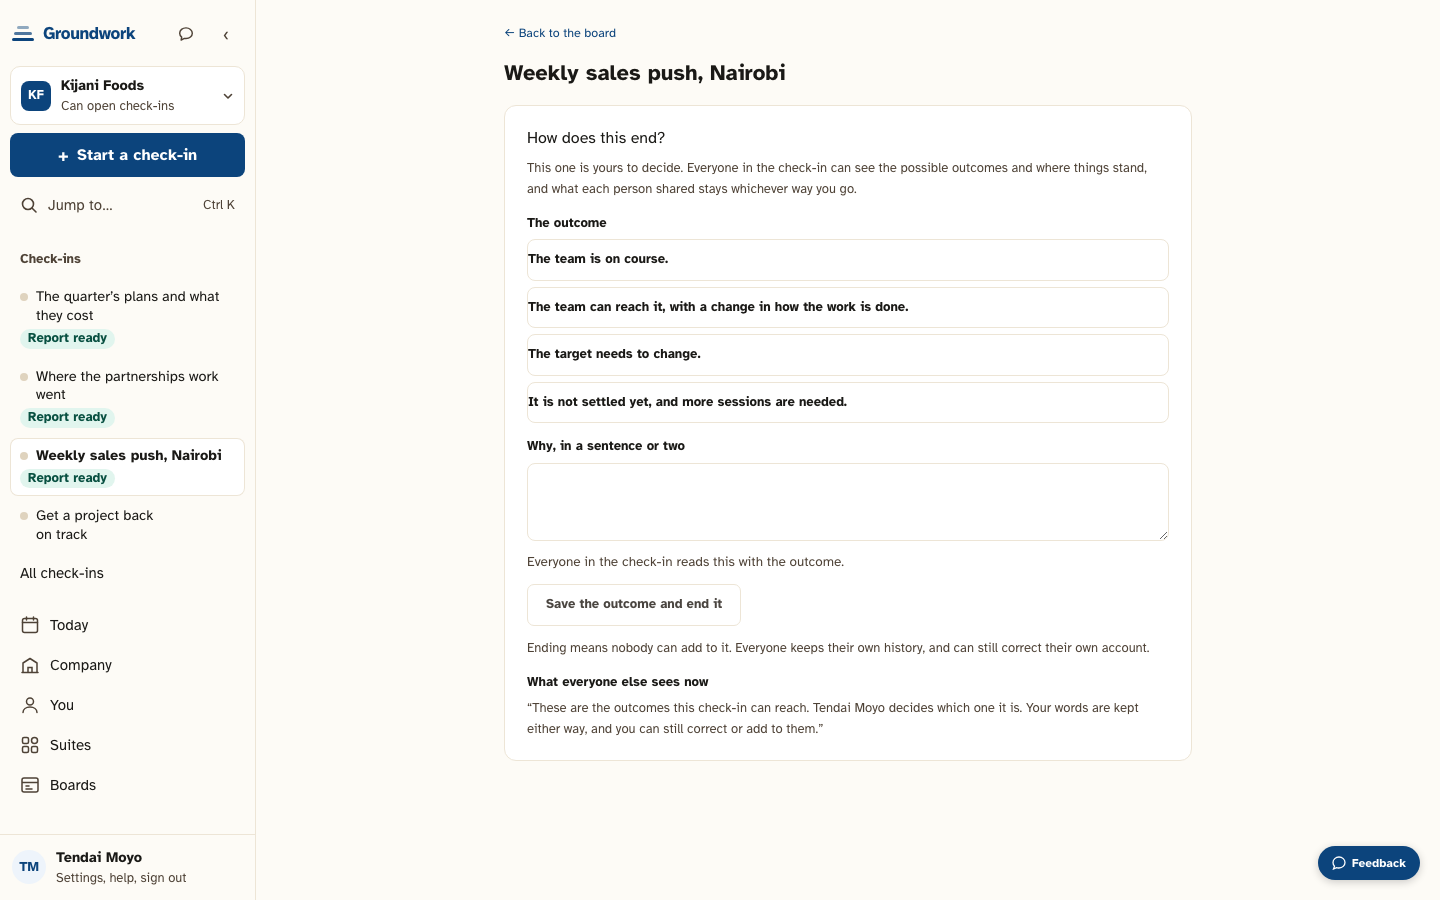 Groundwork
KF
Kijani Foods
Can open check-ins
+ Start a check-in
Jump to...
Ctrl K
Check-ins
The quarter's plans and what
they cost
Report ready
Where the partnerships work
went
Report ready
Weekly sales push, Nairobi
Report ready
Get a project back
on track
All check-ins
Today
Company
You
Suites
Boards
TM
Tendai Moyo
Settings, help, sign out
← Back to the board
Weekly sales push, Nairobi
How does this end?
This one is yours to decide. Everyone in the check-in can see the possible outcomes and where things stand,
and what each person shared stays whichever way you go.
The outcome
The team is on course.
The team can reach it, with a change in how the work is done.
The target needs to change.
It is not settled yet, and more sessions are needed.
Why, in a sentence or two
Everyone in the check-in reads this with the outcome.
Save the outcome and end it
Ending means nobody can add to it. Everyone keeps their own history, and can still correct their own account.
What everyone else sees now
“These are the outcomes this check-in can reach. Tendai Moyo decides which one it is. Your words are kept
either way, and you can still correct or add to them.”
Feedback